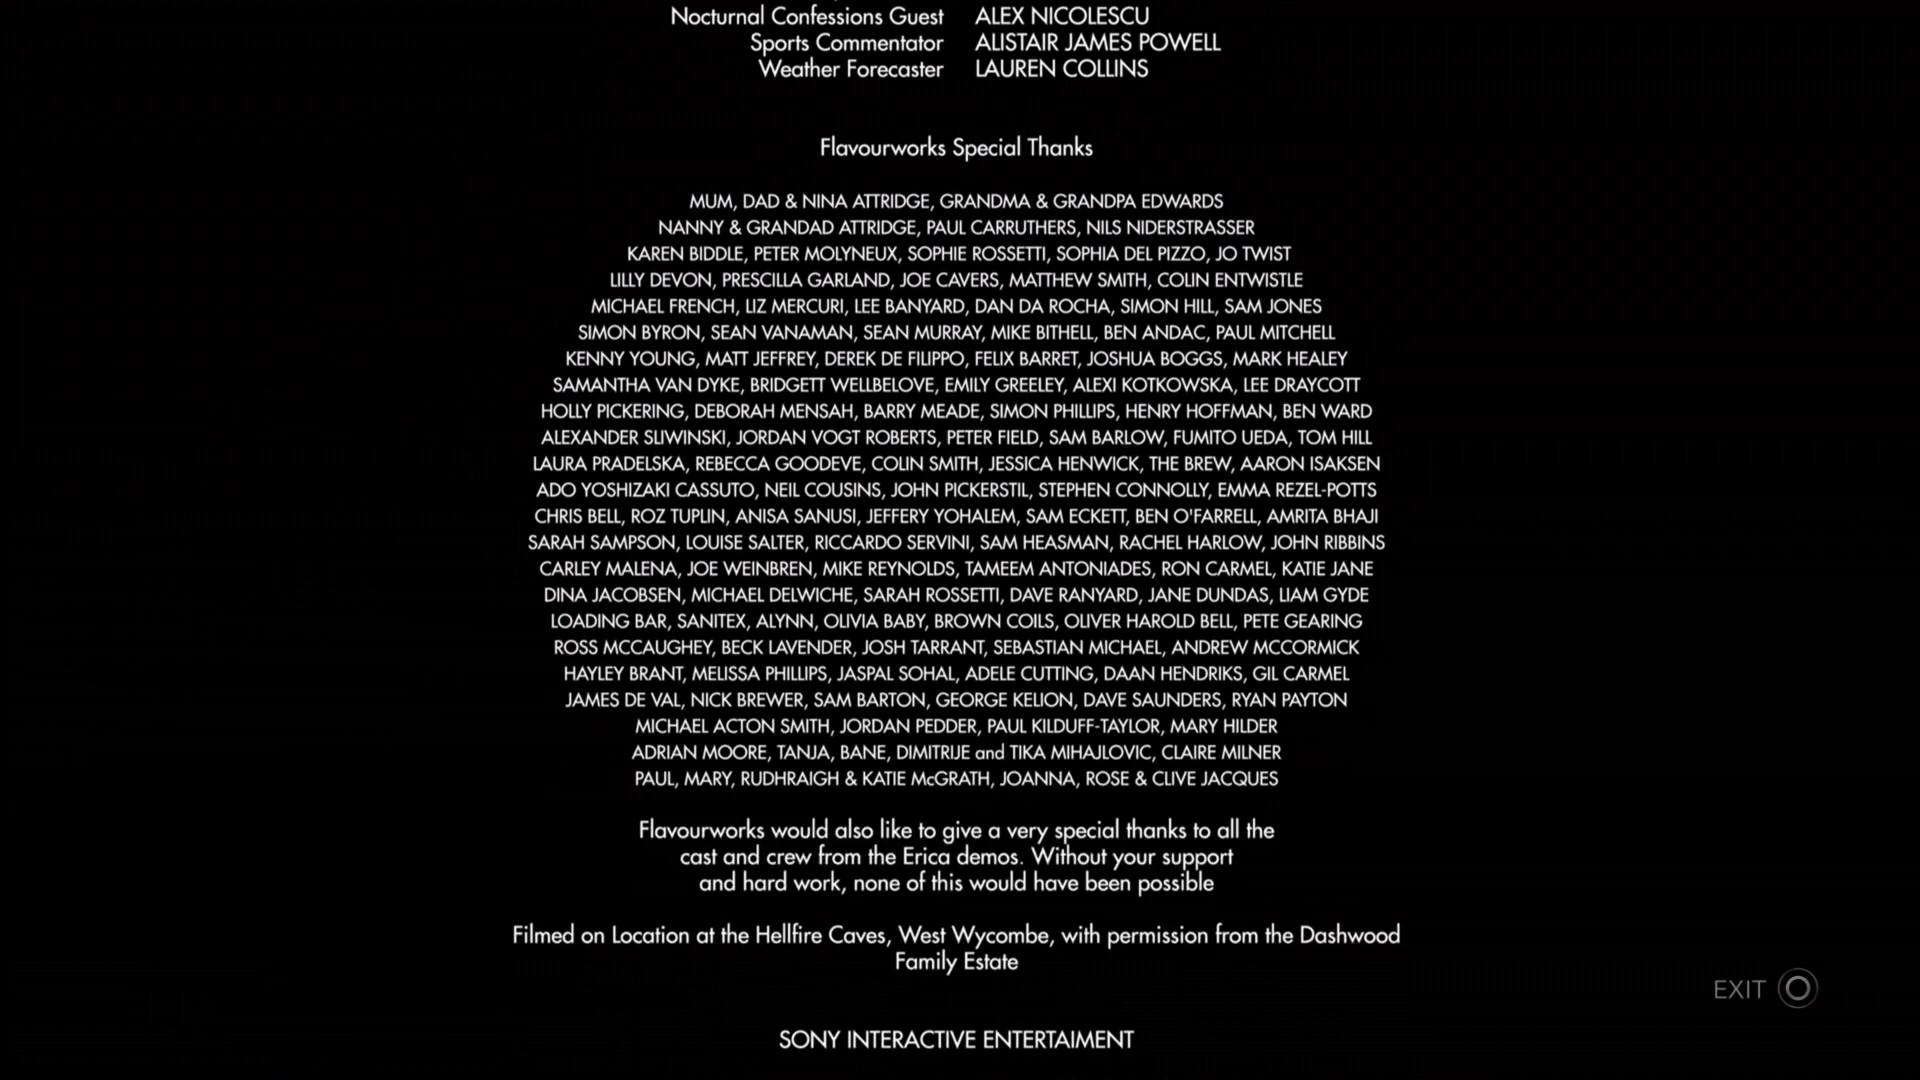 Nocturnal Confessions Guest ALEX NICOLESCU
Sports Commentator ALISTAIR JAMES POWELL
Weather Forecaster LAUREN COLLINS
Flavourworks Special Thanks
MUM, DAD & NINA ATTRIDGE, GRANDMA & GRANDPA EDWARDS
NANNY & GRANDAD ATTRIDGE, PAUL CARRUTHERS, NILS NIDERSTRASSER
KAREN BIDDLE, PETER MOLYNEUX, SOPHIE ROSSETTI, SOPHIA DEL PIZZO, JO TWIST
LILLY DEVON, PRESCILLA GARLAND, JOE CAVERS, MATTHEW SMITH, COLIN ENTWISTLE
MICHAEL FRENCH, LIZ MERCURI, LEE BANYARD, DAN DA ROCHA, SIMON HILL, SAM JONES
SIMON BYRON, SEAN VANAMAN, SEAN MURRAY, MIKE BITHELL, BEN ANDAC, PAUL MITCHELL
KENNY YOUNG, MATT JEFFREY, DEREK DE FILIPPO, FELIX BARRET, JOSHUA BOGGS, MARK HEALEY
SAMANTHA VAN DYKE, BRIDGETT WELLBELOVE, EMILY GREELEY, ALEXI KOTKOWSKA, LEE DRAYCOTT
HOLLY PICKERING, DEBORAH MENSAH, BARRY MEADE, SIMON PHILLIPS, HENRY HOFFMAN, BEN WARD
ALEXANDER SLIWINSKI, JORDAN VOGT ROBERTS, PETER FIELD, SAM BARLOW, FUMITO UEDA, TOM HILL
LAURA PRADELSKA, REBECCA GOODEVE, COLIN SMITH, JESSICA HENWICK, THE BREW, AARON ISAKSEN
ADO YOSHIZAKI CASSUTO, NEIL COUSINS, JOHN PICKERSTIL, STEPHEN CONNOLLY, EMMA REZEL-POTTS
CHRIS BELL, ROZ TUPLIN, ANISA SANUSI, JEFFERY YOHALEM, SAM ECKETT, BEN O'FARRELL, AMRITA BHAJI
SARAH SAMPSON, LOUISE SALTER, RICCARDO SERVINI, SAM HEASMAN, RACHEL HARLOW, JOHN RIBBINS
CARLEY MALENA, JOE WEINBREN, MIKE REYNOLDS, TAMEEM ANTONIADES, RON CARMEL, KATIE JANE
DINA JACOBSEN, MICHAEL DELWICHE, SARAH ROSSETTI, DAVE RANYARD, JANE DUNDAS, LIAM GYDE
LOADING BAR, SANITEX, ALYNN, OLIVIA BABY, BROWN COILS, OLIVER HAROLD BELL, PETE GEARING
ROSS MCCAUGHEY, BECK LAVENDER, JOSH TARRANT, SEBASTIAN MICHAEL, ANDREW MCCORMICK
HAYLEY BRANT, MELISSA PHILLIPS, JASPAL SOHAL, ADELE CUTTING, DAAN HENDRIKS, GIL CARMEL
JAMES DE VAL, NICK BREWER, SAM BARTON, GEORGE KELION, DAVE SAUNDERS, RYAN PAYTON
MICHAEL ACTON SMITH, JORDAN PEDDER, PAUL KILDUFF-TAYLOR, MARY HILDER
ADRIAN MOORE, TANJA, BANE, DIMITRIJE and TIKA MIHAJLOVIC, CLAIRE MILNER
PAUL, MARY, RUDHRAIGH & KATIE McGRATH, JOANNA, ROSE & CLIVE JACQUES
Flavourworks would also like to give a very special thanks to all the
cast and crew from the Erica demos. Without your support
and hard work, none of this would have been possible
Filmed on Location at the Hellfire Caves, West Wycombe, with permission from the Dashwood
Family Estate
EXIT
SONY INTERACTIVE ENTERTAIMENT